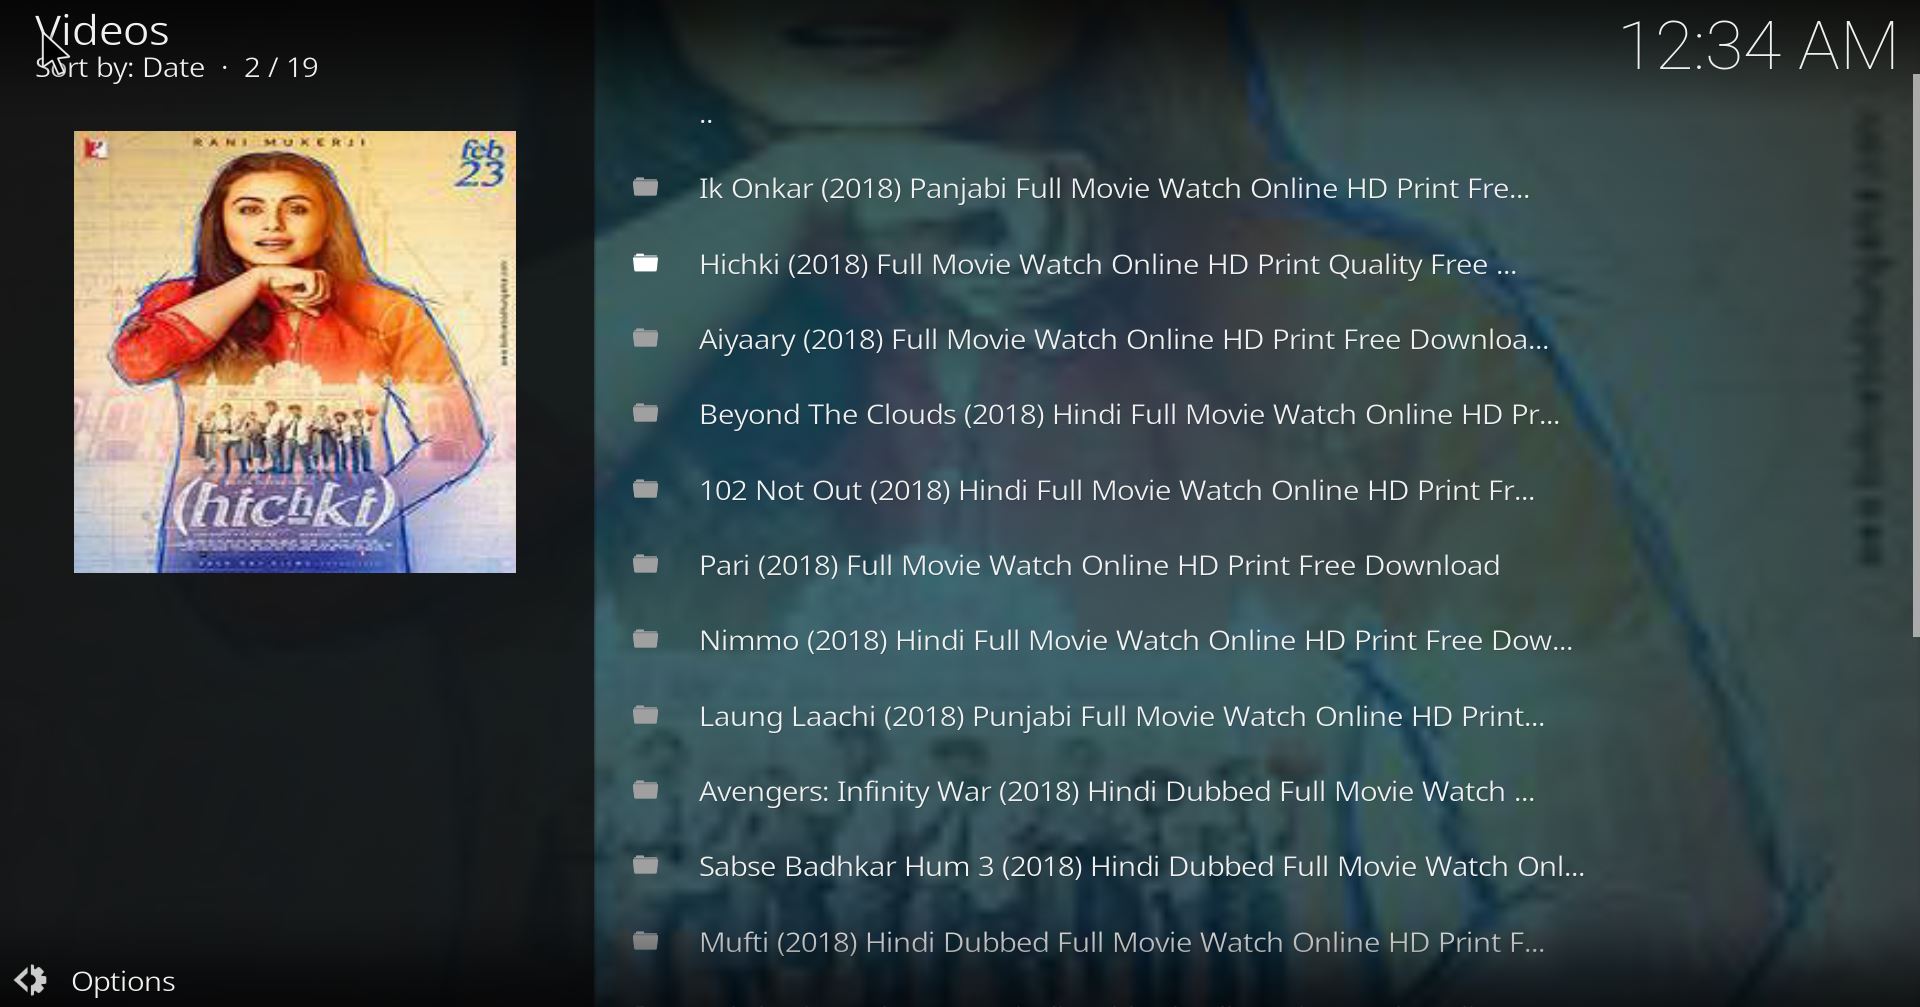 Videos
Sort by: Date · 2 / 19
12:34 AM
RANI MUKERJI
feb
23
(hichki)
..
Ik Onkar (2018) Panjabi Full Movie Watch Online HD Print Fre...
Hichki (2018) Full Movie Watch Online HD Print Quality Free ...
Aiyaary (2018) Full Movie Watch Online HD Print Free Downloa...
Beyond The Clouds (2018) Hindi Full Movie Watch Online HD Pr...
102 Not Out (2018) Hindi Full Movie Watch Online HD Print Fr...
Pari (2018) Full Movie Watch Online HD Print Free Download
Nimmo (2018) Hindi Full Movie Watch Online HD Print Free Dow...
Laung Laachi (2018) Punjabi Full Movie Watch Online HD Print...
Avengers: Infinity War (2018) Hindi Dubbed Full Movie Watch ...
Sabse Badhkar Hum 3 (2018) Hindi Dubbed Full Movie Watch Onl...
Mufti (2018) Hindi Dubbed Full Movie Watch Online HD Print F...
Options